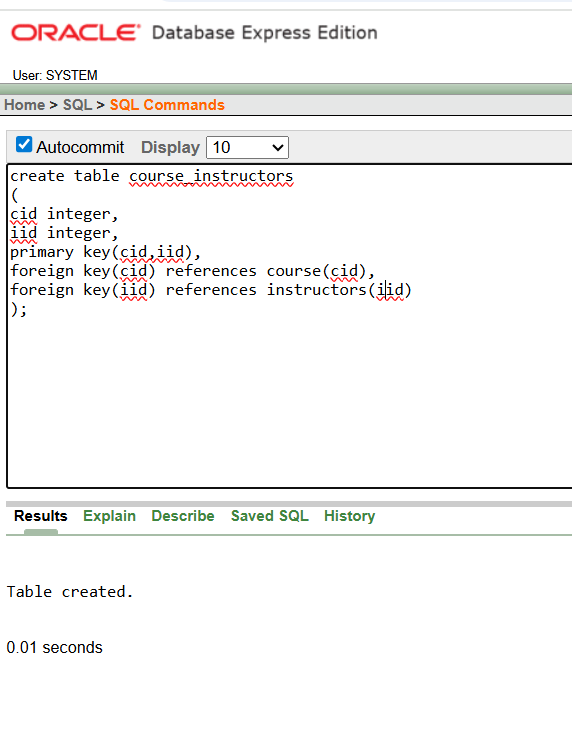 ORACLE Database Express Edition
User: SYSTEM
Home > SQL > SQL Commands
Autocommit Display 10
create table course_instructors
(
cid integer,
iid integer,
primary key(cid,iid),
foreign key(cid) references course(cid),
foreign key(iid) references instructors(iid)
);
Results Explain Describe Saved SQL History
Table created.
0.01 seconds